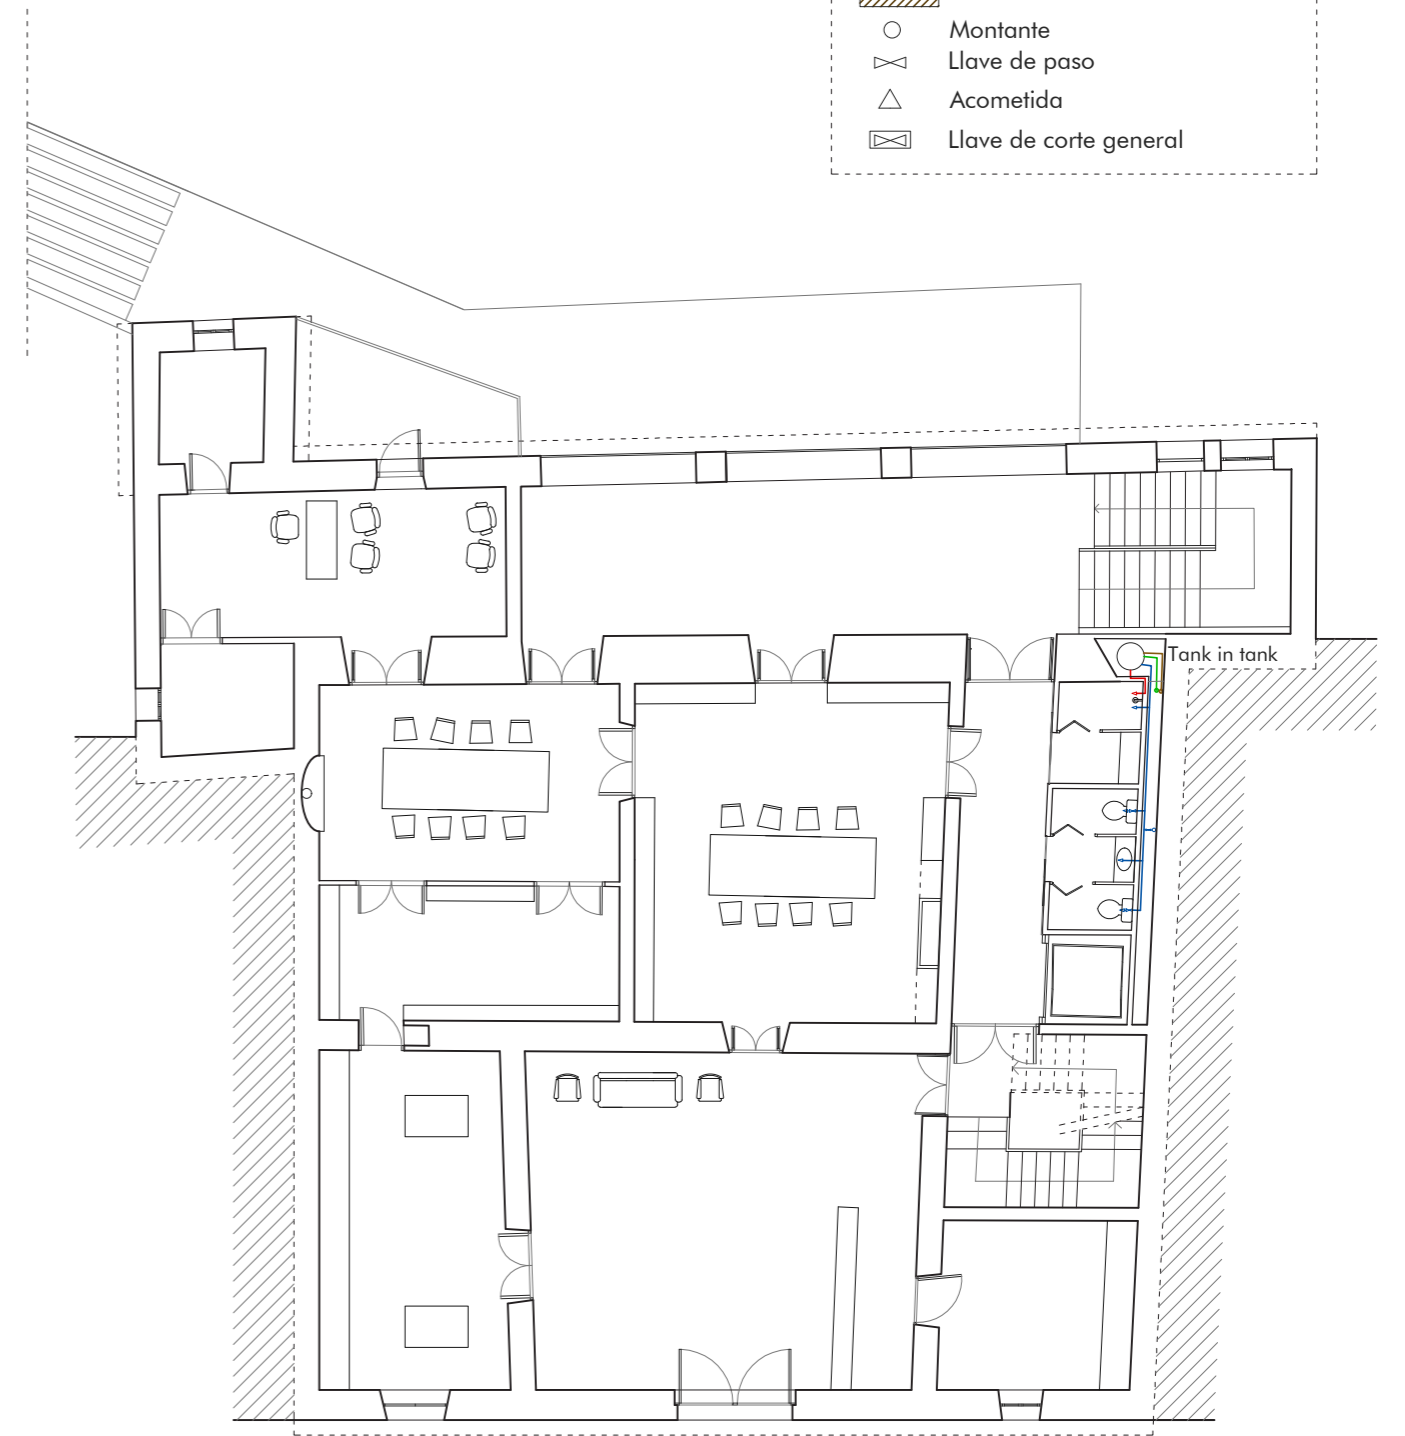 Montante
Llave de paso
Acometida
Llave de corte general
Tank in tank